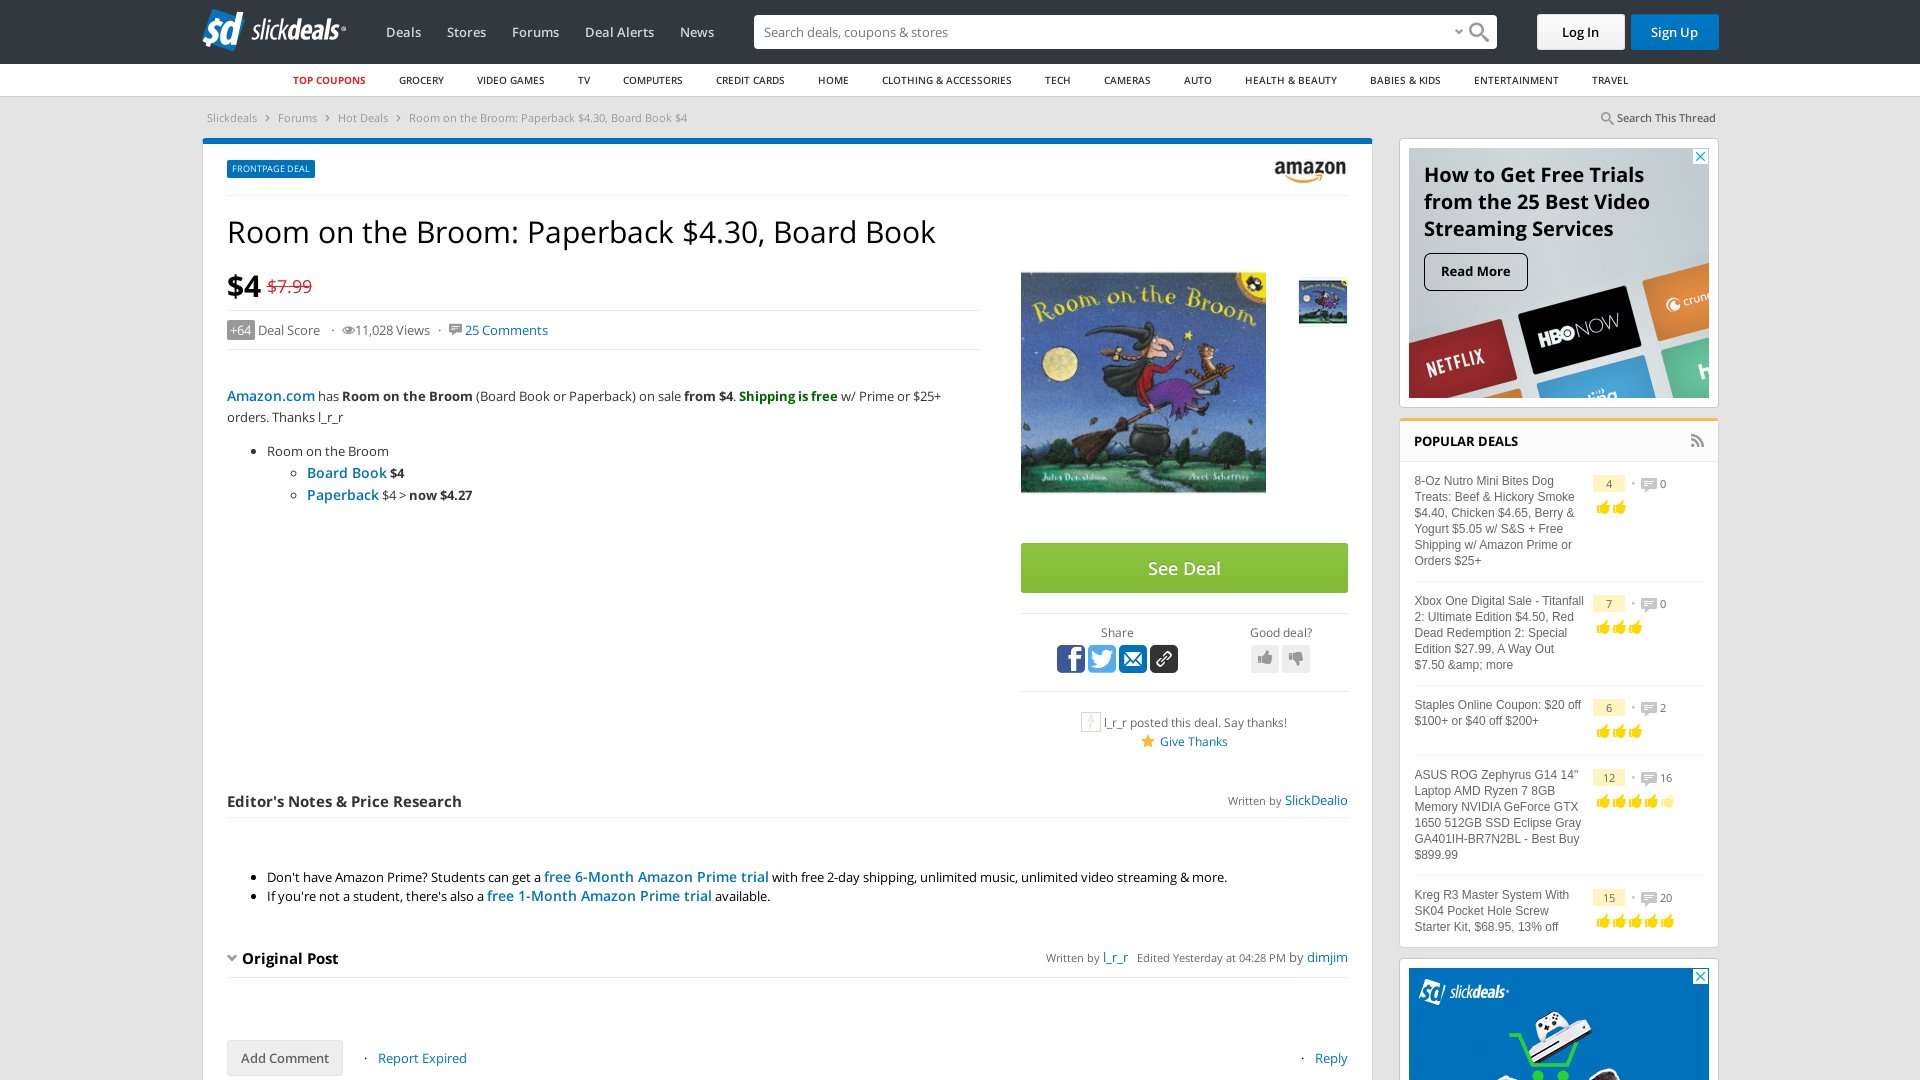 slickdeals
Deals
Stores
Forums
Deal Alerts
News
Search deals, coupons & stores
Log In
Sign Up
TOP COUPONS
GROCERY
VIDEO GAMES
TV
COMPUTERS
CREDIT CARDS
HOME
CLOTHING & ACCESSORIES
TECH
CAMERAS
AUTO
HEALTH & BEAUTY
BABIES & KIDS
ENTERTAINMENT
TRAVEL
Slickdeals › Forums › Hot Deals › Room on the Broom: Paperback $4.30, Board Book $4
Search This Thread
FRONTPAGE DEAL
amazon
Room on the Broom: Paperback $4.30, Board Book
$4 $7.99
+64 Deal Score · 11,028 Views · 25 Comments
Amazon.com has Room on the Broom (Board Book or Paperback) on sale from $4. Shipping is free w/ Prime or $25+
orders. Thanks l_r_r
Room on the Broom
Board Book $4
Paperback $4 > now $4.27
Room on the Broom
Julia Donaldson
Axel Scheffler
See Deal
Share
Good deal?
l_r_r posted this deal. Say thanks!
Give Thanks
Editor's Notes & Price Research
Written by SlickDealio
Don't have Amazon Prime? Students can get a free 6-Month Amazon Prime trial with free 2-day shipping, unlimited music, unlimited video streaming & more.
If you're not a student, there's also a free 1-Month Amazon Prime trial available.
Original Post
Written by l_r_r Edited Yesterday at 04:28 PM by dimjim
Add Comment
· Report Expired
· Reply
How to Get Free Trials
from the 25 Best Video
Streaming Services
Read More
NETFLIX
HBO NOW
POPULAR DEALS
8-Oz Nutro Mini Bites Dog
Treats: Beef & Hickory Smoke
$4.40, Chicken $4.65, Berry &
Yogurt $5.05 w/ S&S + Free
Shipping w/ Amazon Prime or
Orders $25+
4 • 0
Xbox One Digital Sale - Titanfall
2: Ultimate Edition $4.50, Red
Dead Redemption 2: Special
Edition $27.99, A Way Out
$7.50 &amp; more
7 • 0
Staples Online Coupon: $20 off
$100+ or $40 off $200+
6 • 2
ASUS ROG Zephyrus G14 14"
Laptop AMD Ryzen 7 8GB
Memory NVIDIA GeForce GTX
1650 512GB SSD Eclipse Gray
GA401IH-BR7N2BL - Best Buy
$899.99
12 • 16
Kreg R3 Master System With
SK04 Pocket Hole Screw
Starter Kit, $68.95, 13% off
15 • 20
slickdeals